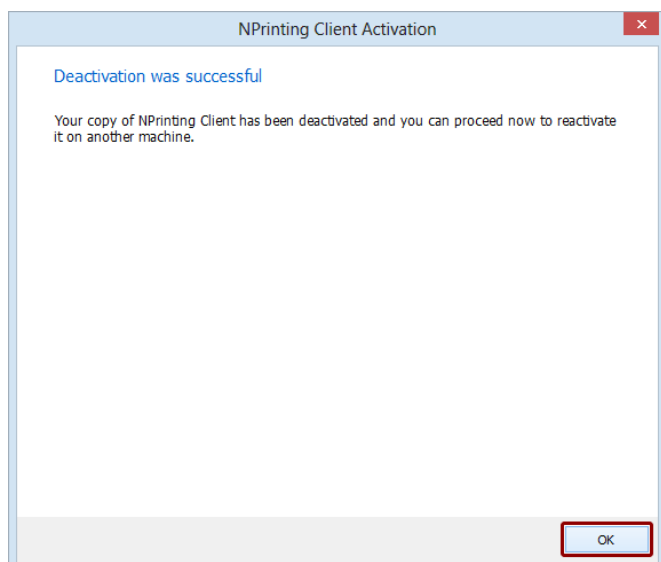 NPrinting Client Activation
Deactivation was successful
Your copy of NPrinting Client has been deactivated and you can proceed now to reactivate
it on another machine.
OK